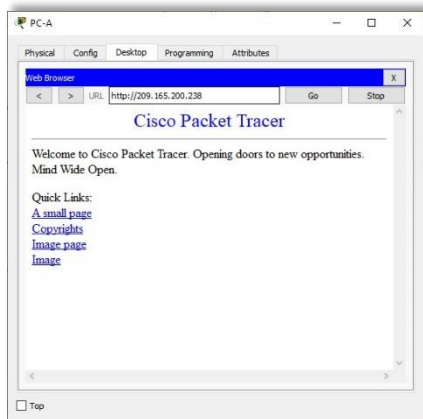 PC-A
Physical Config Desktop Programming Attributes
Web Browser X
< > URL http://209.165.200.238 Go Stop
Cisco Packet Tracer
Welcome to Cisco Packet Tracer. Opening doors to new opportunities.
Mind Wide Open.
Quick Links:
A small page
Copyrights
Image page
Image
Top